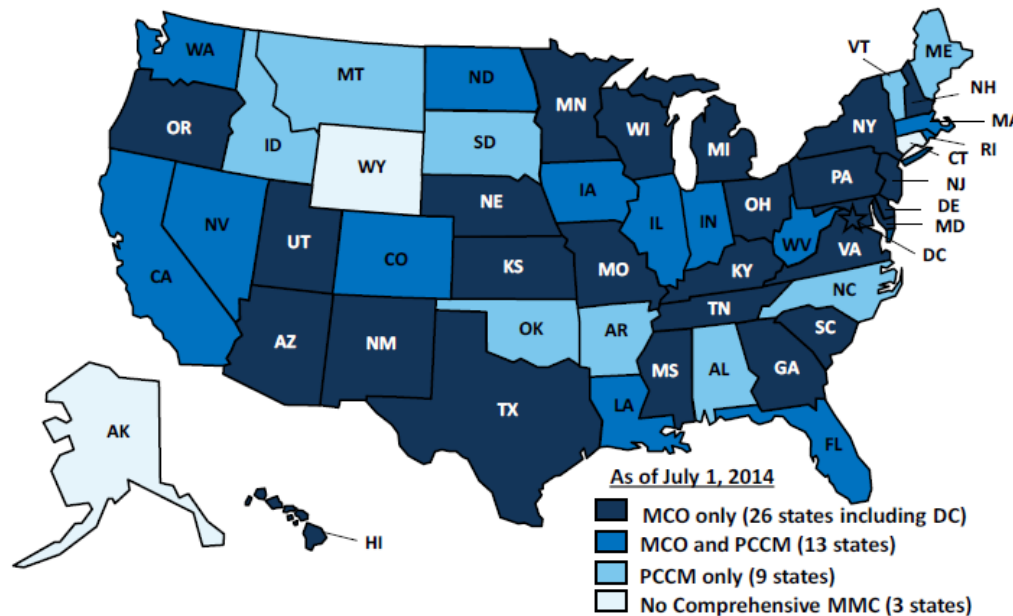 WA
MT
ND
MN
VT
ME
NH
MA
RI
CT
NJ
DE
MD
DC
OR
ID
WY
SD
WI
MI
NY
PA
NV
UT
CO
NE
IA
IL
IN
OH
WV
VA
CA
KS
MO
KY
NC
TN
SC
AZ
NM
OK
AR
MS
AL
GA
TX
LA
FL
AK
HI
As of July 1, 2014
MCO only (26 states including DC)
MCO and PCCM (13 states)
PCCM only (9 states)
No Comprehensive MMC (3 states)